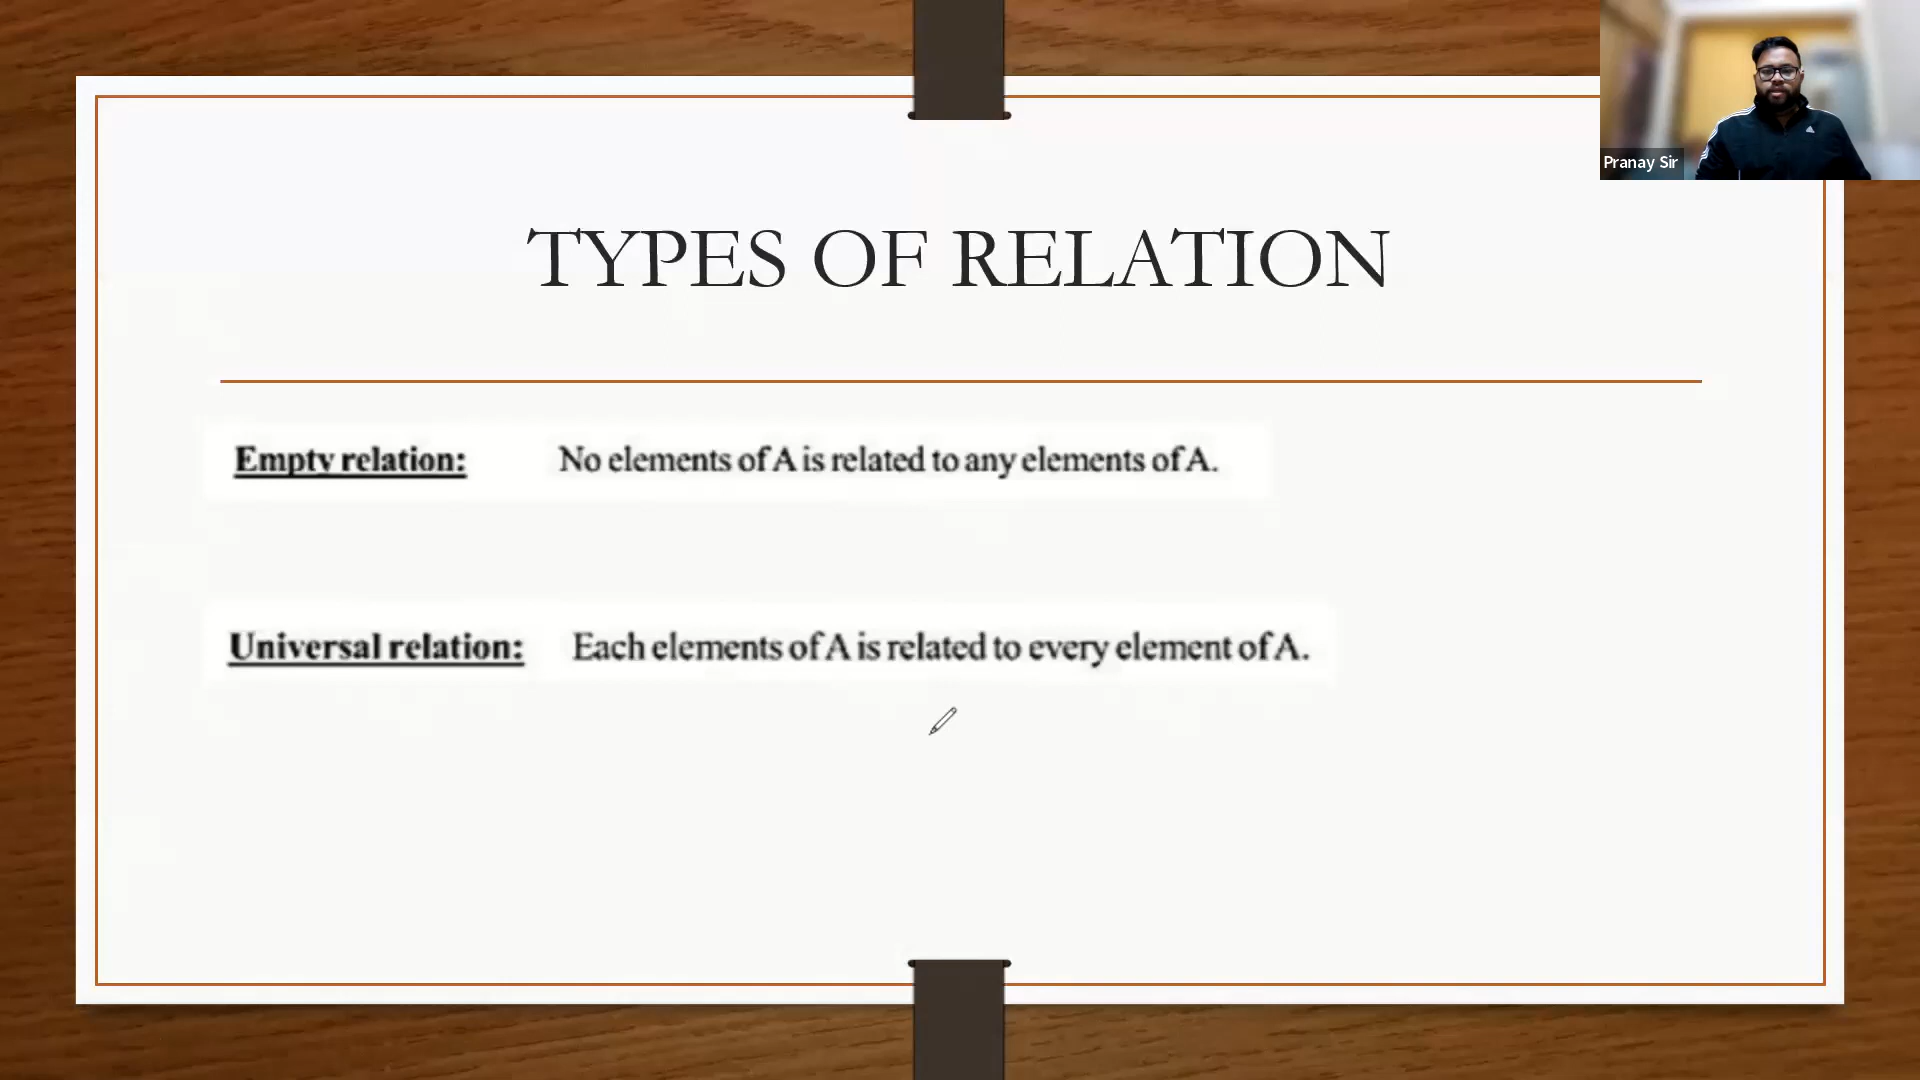 Pranay Sir
TYPES OF RELATION
Empty relation: No elements of A is related to any elements of A.
Universal relation: Each elements of A is related to every element of A.